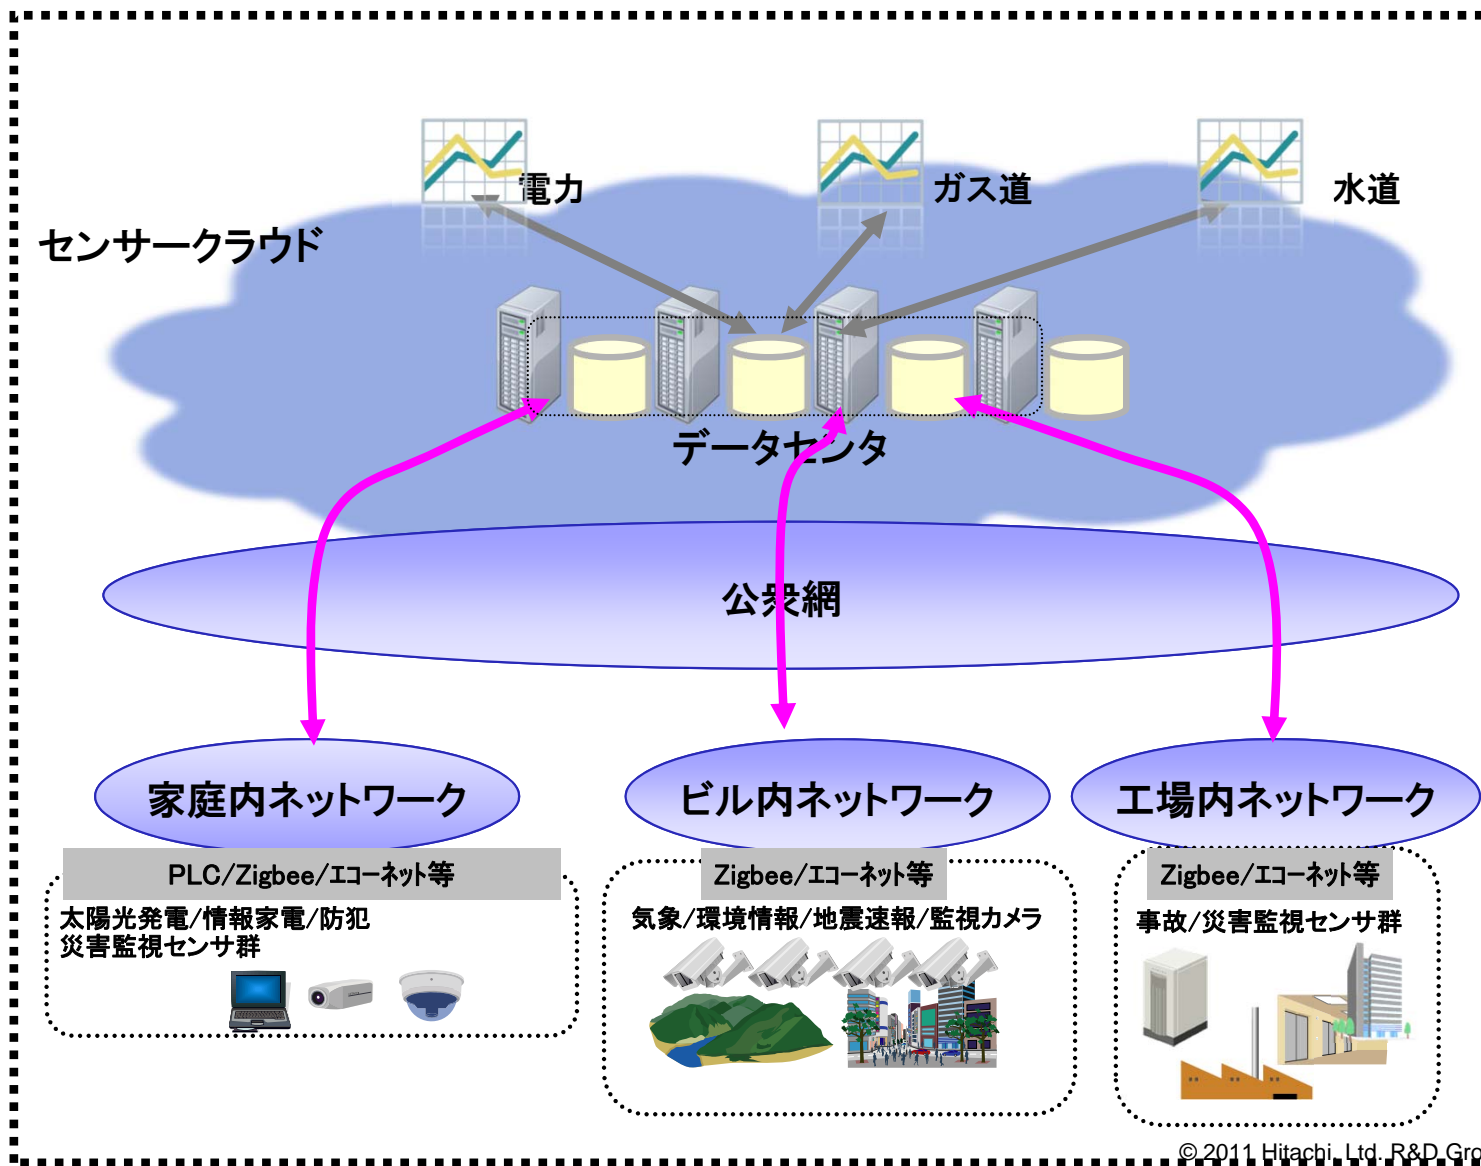 電力
ガス道
水道
センサークラウド
データセンタ
公衆網
家庭内ネットワーク
ビル内ネットワーク
工場内ネットワーク
PLC/Zigbee/エコーネット等
太陽光発電/情報家電/防犯
災害監視センサ群
Zigbee/エコーネット等
気象/環境情報/地震速報/監視カメラ
Zigbee/エコーネット等
事故/災害監視センサ群
© 2011 Hitachi, Ltd. R&D Gro